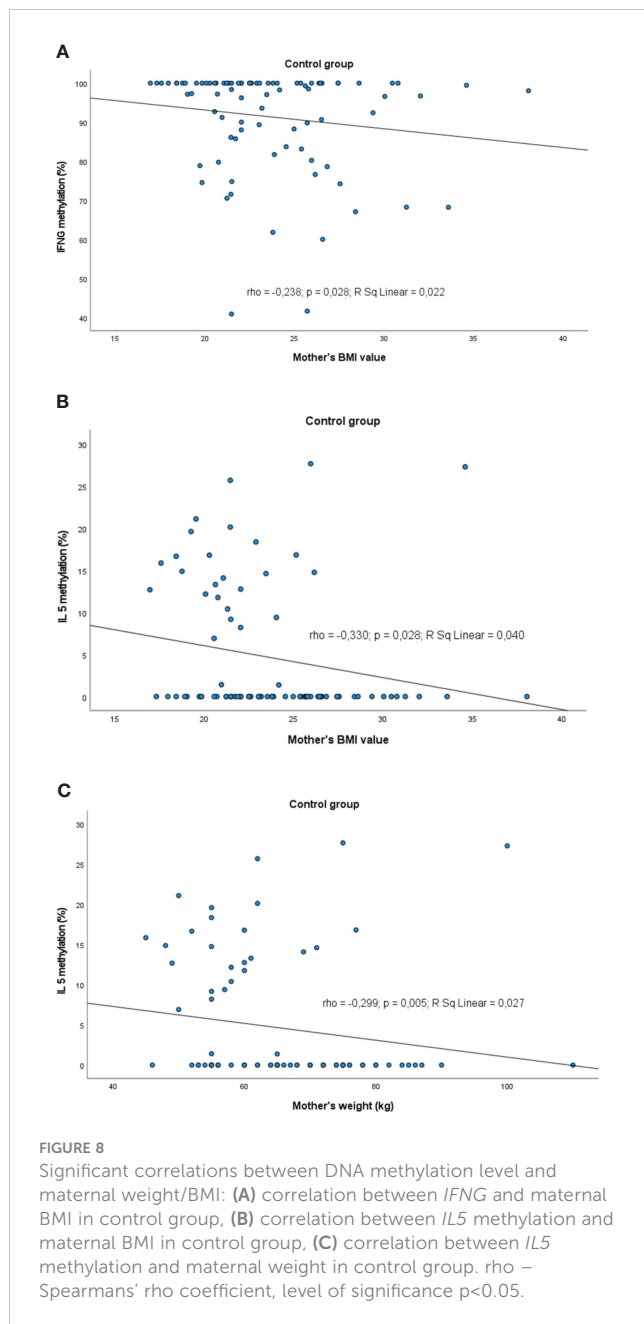 A
Control group
100
90
80
70
60
50
40
IFNG methylation (%)
rho = -0,238; p = 0,028; R Sq Linear = 0,022
15 20 25 30 35 40
Mother's BMI value
B
Control group
30
25
20
15
10
5
0
IL 5 methylation (%)
rho = -0,330; p = 0,028; R Sq Linear = 0,040
15 20 25 30 35 40
Mother's BMI value
C
Control group
30
25
20
15
10
5
0
IL 5 methylation (%)
rho = -0,299; p = 0,005; R Sq Linear = 0,027
40 60 80 100
Mother's weight (kg)
FIGURE 8
Significant correlations between DNA methylation level and
maternal weight/BMI: (A) correlation between IFNG and maternal
BMI in control group, (B) correlation between IL5 methylation and
maternal BMI in control group, (C) correlation between IL5
methylation and maternal weight in control group. rho –
Spearmans' rho coefficient, level of significance p<0.05.